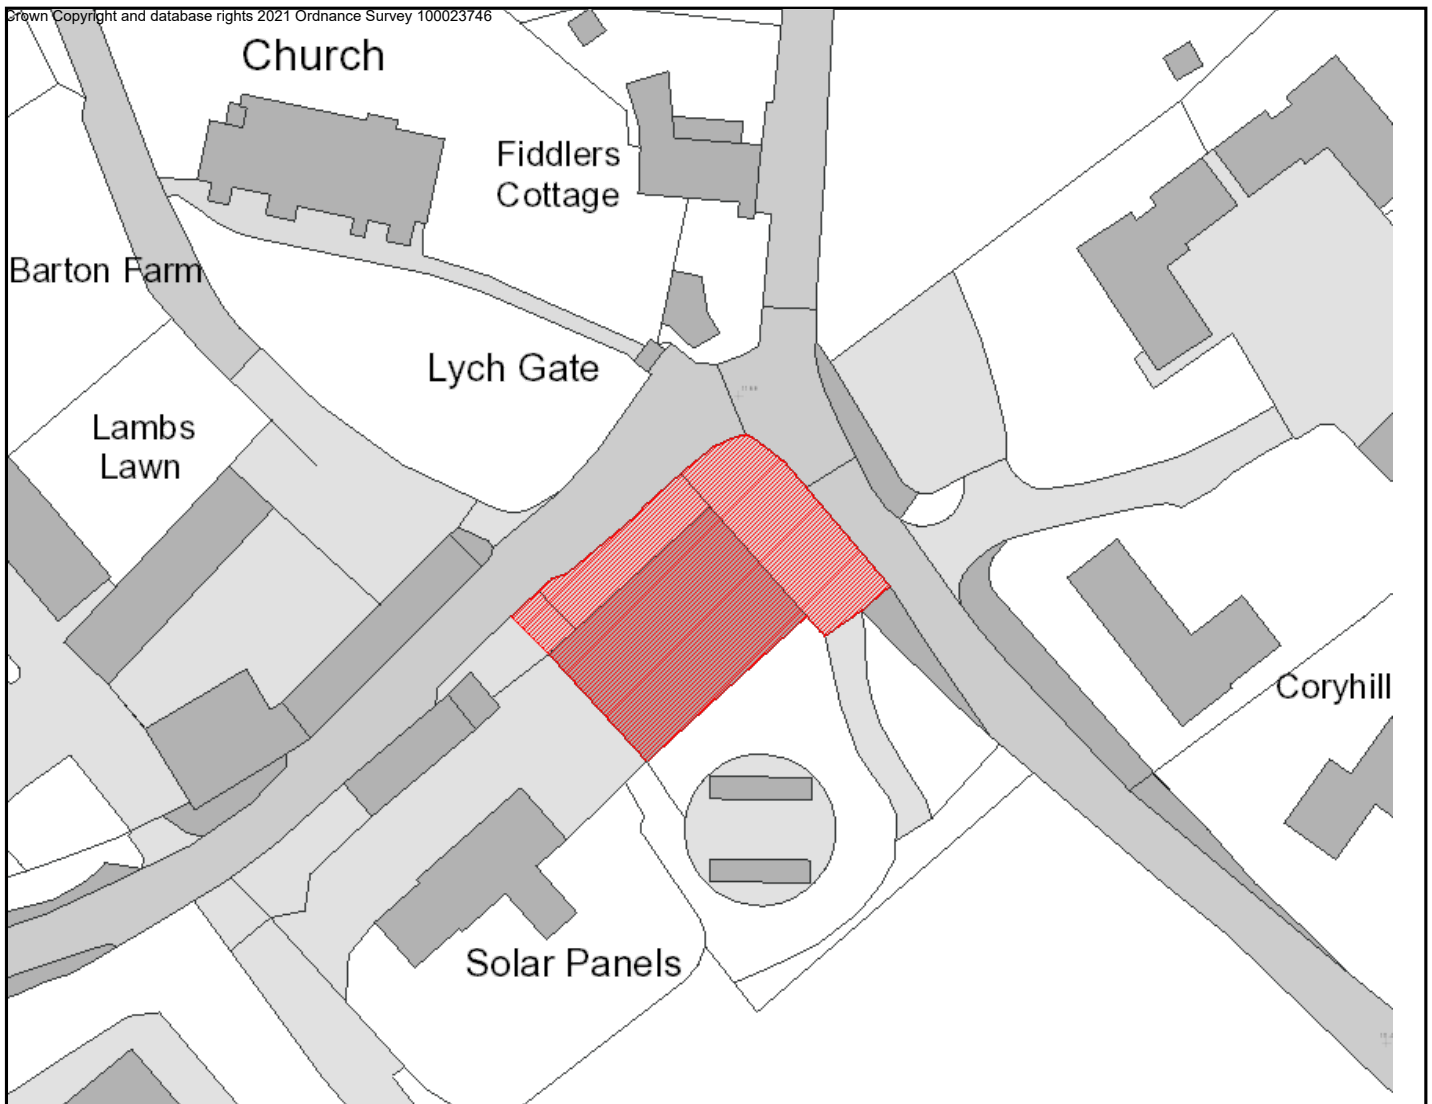 Crown Copyright and database rights 2021 Ordnance Survey 100023746
Church
Fiddlers
Cottage
Barton Farm
Lych Gate
Lambs
Lawn
Coryhill
Solar Panels